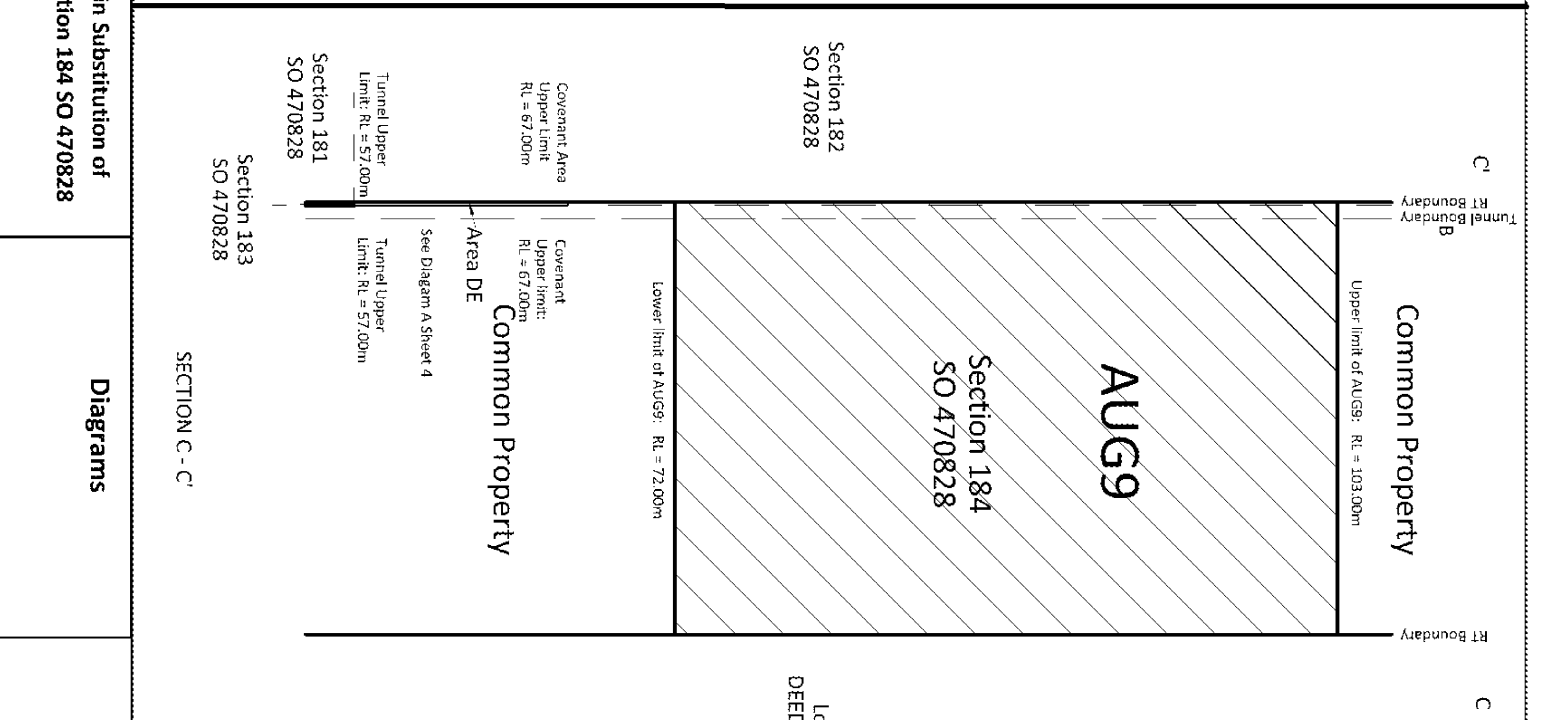 C'
RT Boundary
Tunnel Boundary
B
RT Boundary
C
Common Property
Upper limit of AUG9: RL = 103.00m
AUG9
Section 184
SO 470828
Section 182
SO 470828
Lower limit of AUG9: RL = 72.00m
Covenant Area
Upper Limit
RL = 67.00m
Covenant
Upper limit:
RL = 67.00m
Common Property
Area DE
See Diagam A Sheet 4
Tunnel Upper
Limit: RL = 57.00m
Tunnel Upper
Limit: RL = 57.00m
Section 181
SO 470828
Section 183
SO 470828
SECTION C - C'
in Substitution of
tion 184 SO 470828
Diagrams